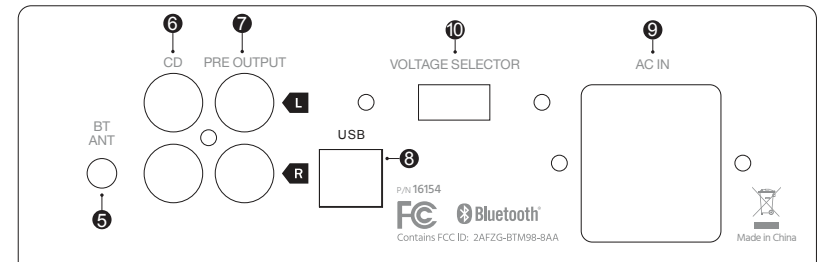 6 7 10 9
CD PRE OUTPUT VOLTAGE SELECTOR AC IN
L
BT
ANT
USB
8
R
5
P/N 16154
FC Bluetooth®
Contains FCC ID: 2AFZG-BTM98-8AA
Made in China